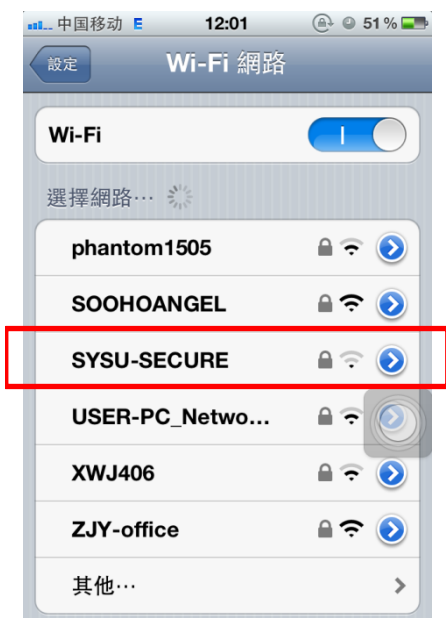 中国移动 E 12:01 51%
設定 Wi-Fi 網路
Wi-Fi
選擇網路…
phantom1505
SOOHOANGEL
SYSU-SECURE
USER-PC_Netwo...
XWJ406
ZJY-office
其他…